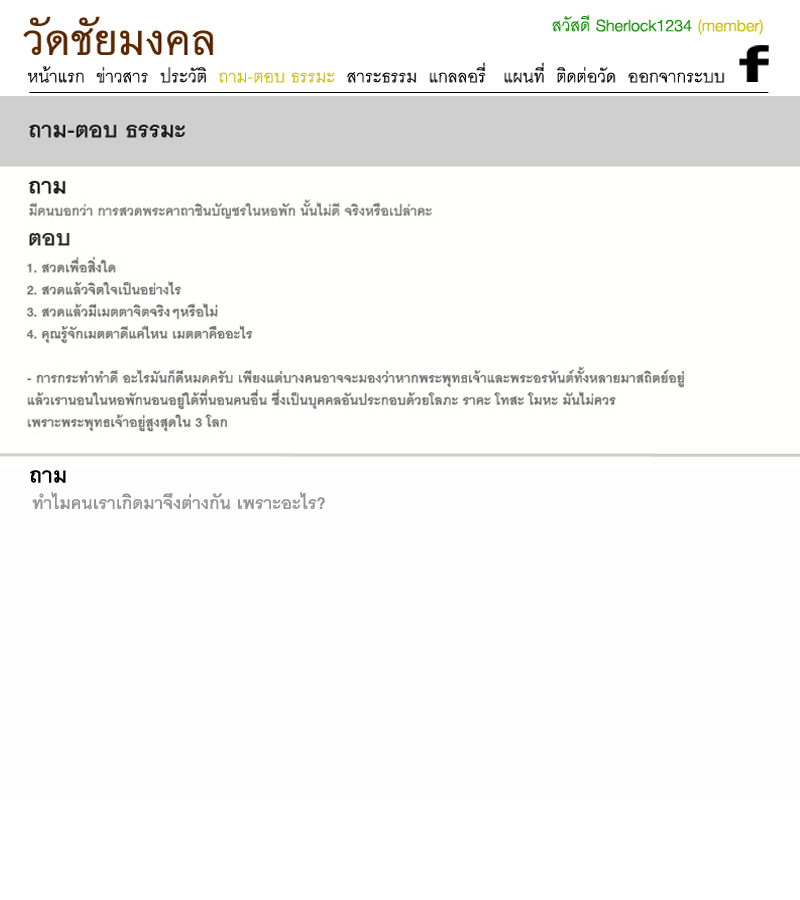 วัดชัยมงคล
สวัสดี Sherlock1234 (member)
หน้าแรก ข่าวสาร ประวัติ ถาม-ตอบ ธรรมะ สาระธรรม แกลลอรี่ แผนที่ ติดต่อวัด ออกจากระบบ f
ถาม-ตอบ ธรรมะ
ถาม
มีคนบอกว่า การสวดพระคาถาชินบัญชรในหอพัก นั้นไม่ดี จริงหรือเปล่าคะ
ตอบ
1. สวดเพื่อสิ่งใด
2. สวดแล้วจิตใจเป็นอย่างไร
3. สวดแล้วมีเมตตาจิตจริงๆหรือไม่
4. คุณรู้จักเมตตาดีแค่ไหน เมตตาคืออะไร
- การกระทำทำดี อะไรมันก็ดีหมดครับ เพียงแต่บางคนอาจจะมองว่าหากพระพุทธเจ้าและพระอรหันต์ทั้งหลายมาสถิตย์อยู่
แล้วเรานอนในหอพักนอนอยู่ใต้ที่นอนคนอื่น ซึ่งเป็นบุคคลอันประกอบด้วยโลภะ ราคะ โทสะ โมหะ มันไม่ควร
เพราะพระพุทธเจ้าอยู่สูงสุดใน 3 โลก
ถาม
ทำไมคนเราเกิดมาจึงต่างกัน เพราะอะไร?